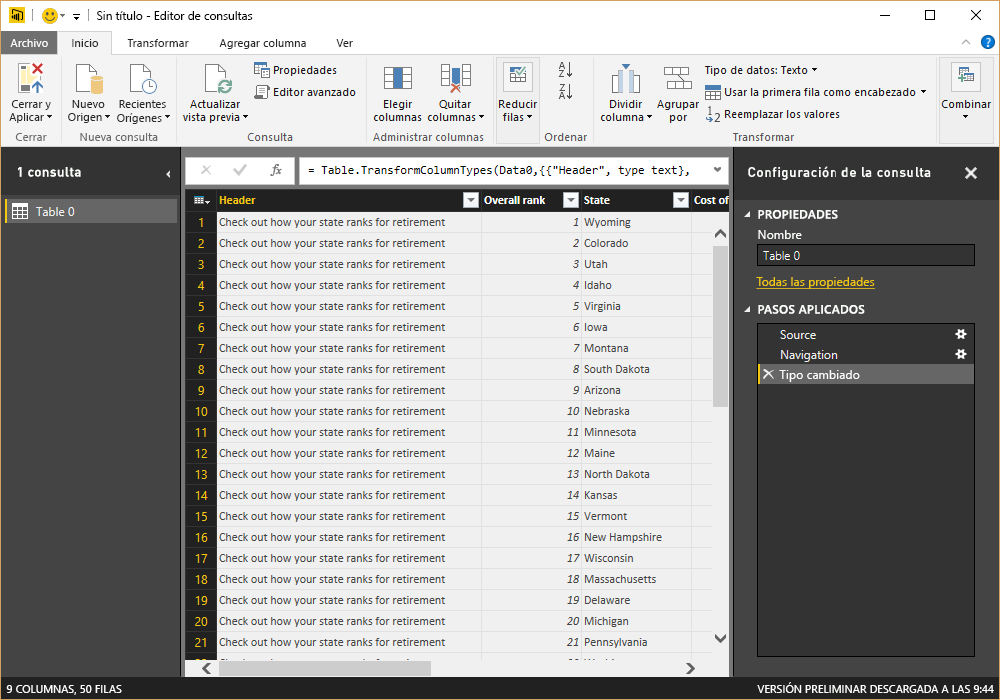 Sin título - Editor de consultas
Archivo Inicio Transformar Agregar columna Ver
Cerrar y Aplicar
Cerrar
Nuevo Origen
Recientes Orígenes
Nueva consulta
Actualizar vista previa
Propiedades
Editor avanzado
Consulta
Elegir columnas
Quitar columnas
Administrar columnas
Reducir filas
Ordenar
Dividir columna
Agrupar por
Tipo de datos: Texto
Usar la primera fila como encabezado
Reemplazar los valores
Transformar
Combinar
1 consulta
Table 0
fx = Table.TransformColumnTypes(Data0,{{"Header", type text},
Header Overall rank State Cost of
1 Check out how your state ranks for retirement 1 Wyoming
2 Check out how your state ranks for retirement 2 Colorado
3 Check out how your state ranks for retirement 3 Utah
4 Check out how your state ranks for retirement 4 Idaho
5 Check out how your state ranks for retirement 5 Virginia
6 Check out how your state ranks for retirement 6 Iowa
7 Check out how your state ranks for retirement 7 Montana
8 Check out how your state ranks for retirement 8 South Dakota
9 Check out how your state ranks for retirement 9 Arizona
10 Check out how your state ranks for retirement 10 Nebraska
11 Check out how your state ranks for retirement 11 Minnesota
12 Check out how your state ranks for retirement 12 Maine
13 Check out how your state ranks for retirement 13 North Dakota
14 Check out how your state ranks for retirement 14 Kansas
15 Check out how your state ranks for retirement 15 Vermont
16 Check out how your state ranks for retirement 16 New Hampshire
17 Check out how your state ranks for retirement 17 Wisconsin
18 Check out how your state ranks for retirement 18 Massachusetts
19 Check out how your state ranks for retirement 19 Delaware
20 Check out how your state ranks for retirement 20 Michigan
21 Check out how your state ranks for retirement 21 Pennsylvania
Configuración de la consulta
PROPIEDADES
Nombre
Table 0
Todas las propiedades
PASOS APLICADOS
Source
Navigation
Tipo cambiado
9 COLUMNAS, 50 FILAS
VERSIÓN PRELIMINAR DESCARGADA A LAS 9:44